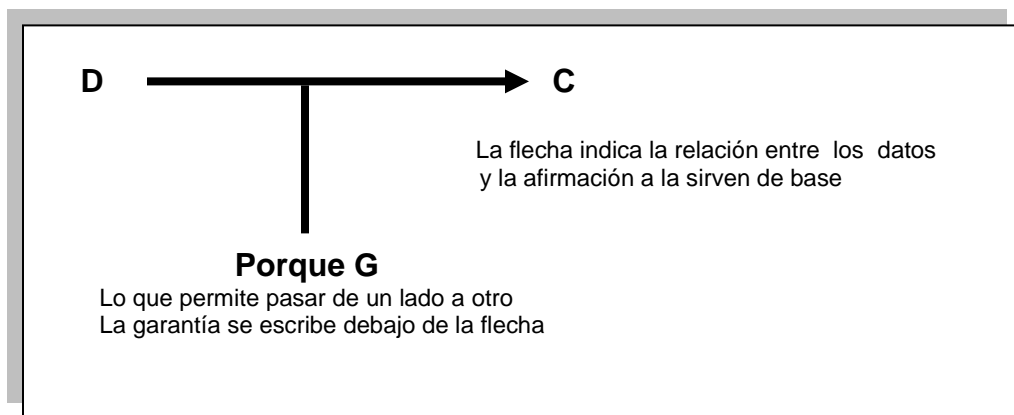 D C
La flecha indica la relación entre los datos
y la afirmación a la sirven de base
Porque G
Lo que permite pasar de un lado a otro
La garantía se escribe debajo de la flecha